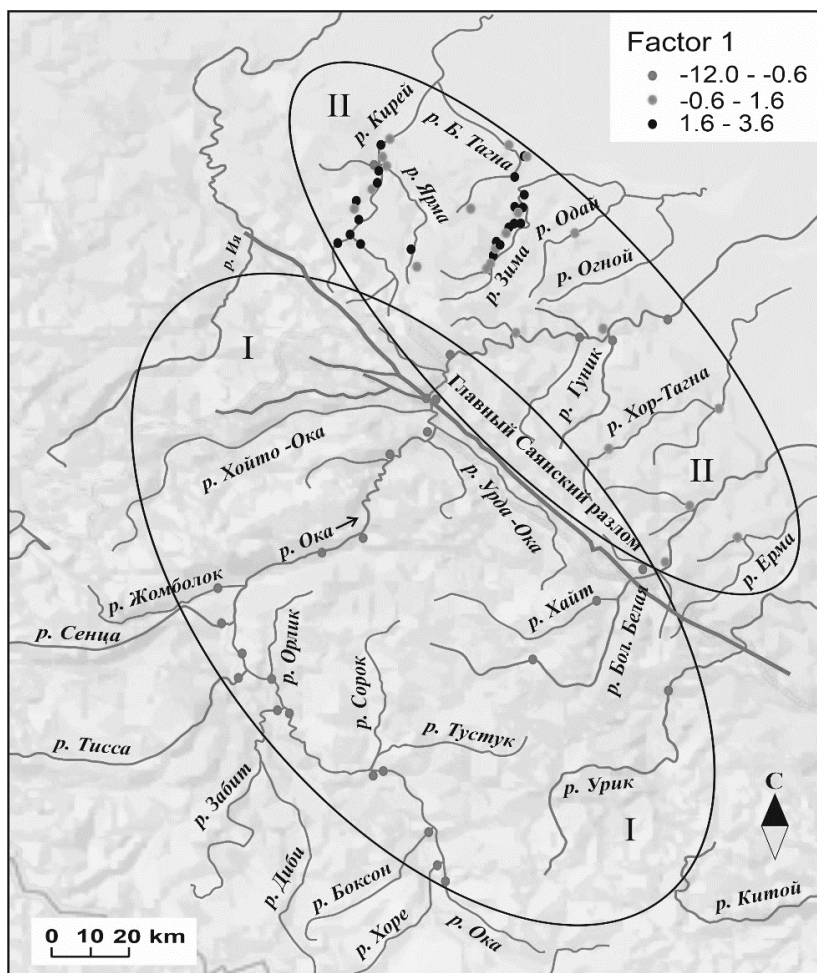 Factor 1
-12.0 - -0.6
-0.6 - 1.6
1.6 - 3.6
II
р. Кирей
р. Б. Тагна
р. Ярма
р. Одай
р. Ия
р. Зима
р. Огной
I
р. Гуник
Главный Саянский разлом
р. Хор-Тагна
р. Хойто -Ока
р. Урда -Ока
II
р. Ока
р. Ерма
р. Жомболок
р. Хайт
р. Сенца
р. Орлик
р. Бол. Белая
р. Сорок
р. Тисса
р. Тустук
р. Забит
р. Урик
I
С
р. Диби
р. Боксон
р. Китой
р. Хоре
р. Ока
0 10 20 km